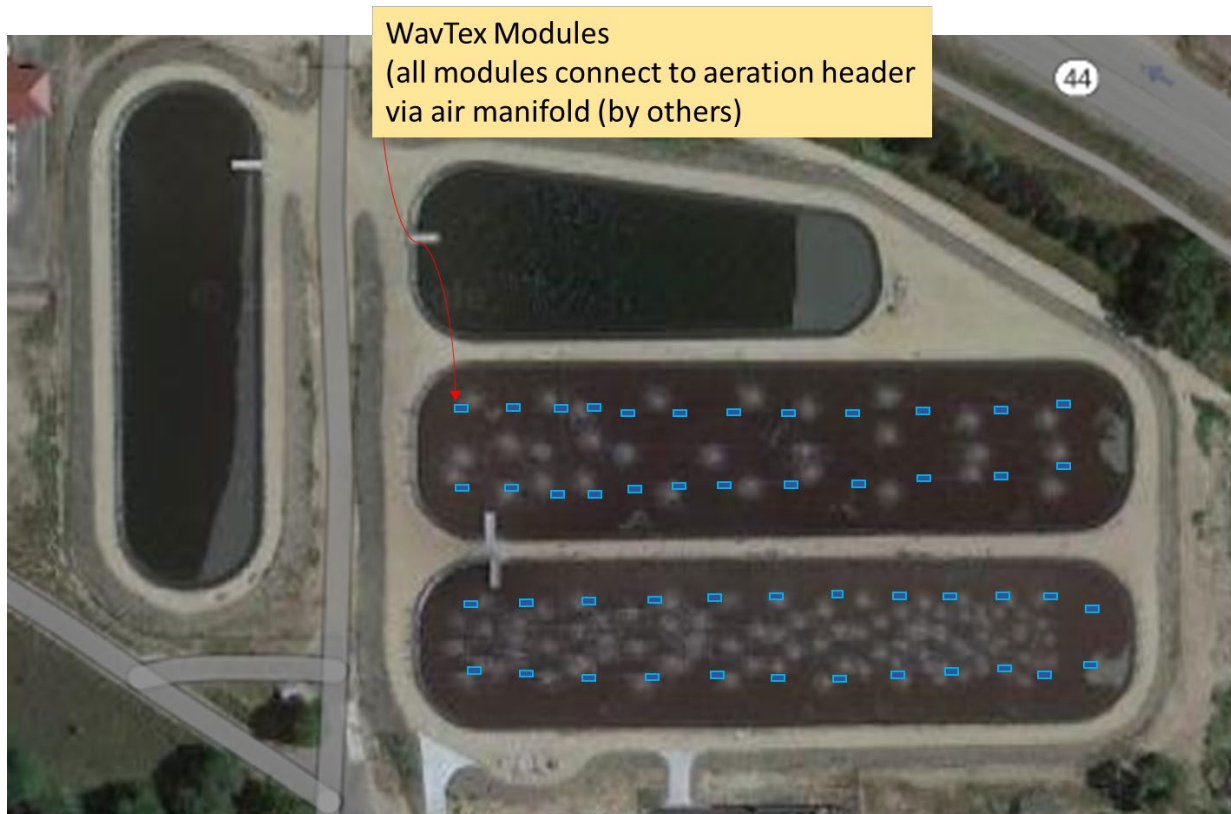 WavTex Modules
(all modules connect to aeration header
via air manifold (by others)
44